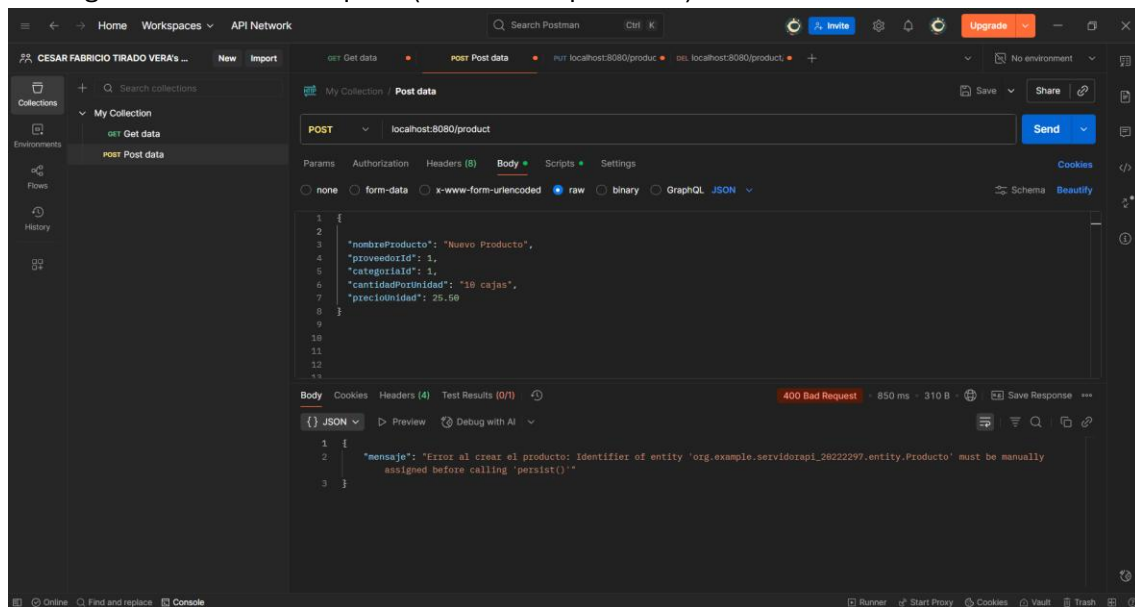 Home Workspaces API Network Search Postman Ctrl K Invite Upgrade
CESAR FABRICIO TIRADO VERA's ... New Import GET Get data POST Post data PUT localhost:8080/produc DEL localhost:8080/product, No environment
Collections
Environments
Flows
History
Search collections
My Collection
GET Get data
POST Post data
My Collection / Post data Save Share
POST localhost:8080/product Send
Params Authorization Headers (8) Body Scripts Settings Cookies
none form-data x-www-form-urlencoded raw binary GraphQL JSON Schema Beautify
1 {
2
3 "nombreProducto": "Nuevo Producto",
4 "proveedorId": 1,
5 "categoriaId": 1,
6 "cantidadPorUnidad": "10 cajas",
7 "precioUnidad": 25.50
8 }
9
10
11
12
13
Body Cookies Headers (4) Test Results (0/1) 400 Bad Request 850 ms 310 B Save Response
{} JSON Preview Debug with AI
1 {
2 "mensaje": "Error al crear el producto: Identifier of entity 'org.example.servidorapi_20222297.entity.Producto' must be manually
assigned before calling 'persist()'"
3 }
Online Find and replace Console Runner Start Proxy Cookies Vault Trash